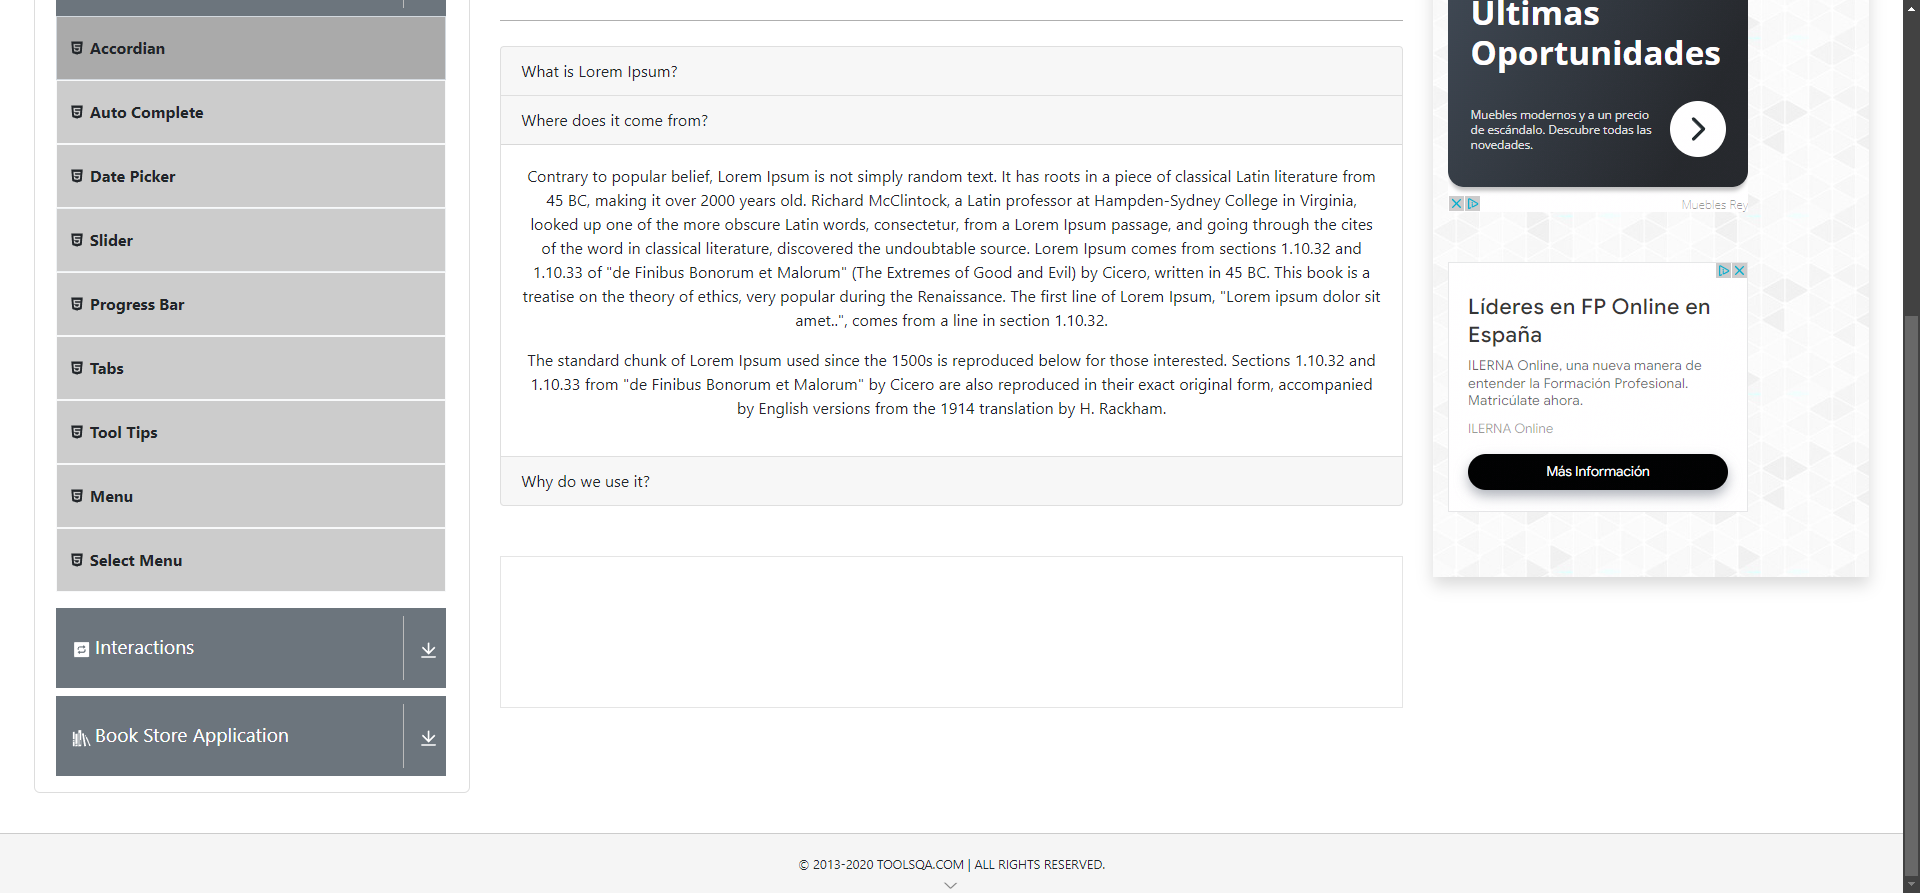 Accordian
Auto Complete
Date Picker
Slider
Progress Bar
Tabs
Tool Tips
Menu
Select Menu
Interactions
Book Store Application
What is Lorem Ipsum?
Where does it come from?
Contrary to popular belief, Lorem Ipsum is not simply random text. It has roots in a piece of classical Latin literature from
45 BC, making it over 2000 years old. Richard McClintock, a Latin professor at Hampden-Sydney College in Virginia,
looked up one of the more obscure Latin words, consectetur, from a Lorem Ipsum passage, and going through the cites
of the word in classical literature, discovered the undoubtable source. Lorem Ipsum comes from sections 1.10.32 and
1.10.33 of "de Finibus Bonorum et Malorum" (The Extremes of Good and Evil) by Cicero, written in 45 BC. This book is a
treatise on the theory of ethics, very popular during the Renaissance. The first line of Lorem Ipsum, "Lorem ipsum dolor sit
amet..", comes from a line in section 1.10.32.
The standard chunk of Lorem Ipsum used since the 1500s is reproduced below for those interested. Sections 1.10.32 and
1.10.33 from "de Finibus Bonorum et Malorum" by Cicero are also reproduced in their exact original form, accompanied
by English versions from the 1914 translation by H. Rackham.
Why do we use it?
Últimas
Oportunidades
Muebles modernos y a un precio
de escándalo. Descubre todas las
novedades.
Muebles Rey
Líderes en FP Online en
España
ILERNA Online, una nueva manera de
entender la Formación Profesional.
Matricúlate ahora.
ILERNA Online
Más Información
© 2013-2020 TOOLSQA.COM | ALL RIGHTS RESERVED.